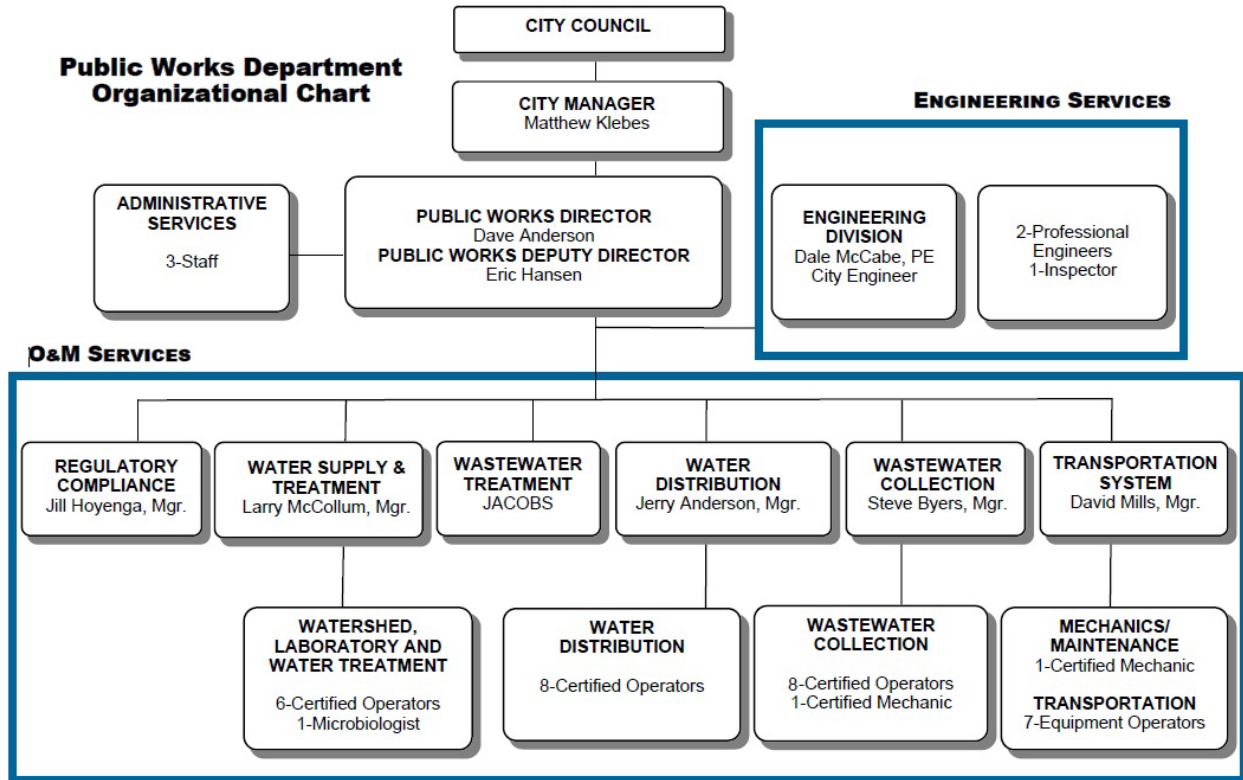 CITY COUNCIL
Public Works Department
Organizational Chart
CITY MANAGER
Matthew Klebes
ENGINEERING SERVICES
ADMINISTRATIVE
SERVICES
3-Staff
PUBLIC WORKS DIRECTOR
Dave Anderson
PUBLIC WORKS DEPUTY DIRECTOR
Eric Hansen
ENGINEERING
DIVISION
Dale McCabe, PE
City Engineer
2-Professional
Engineers
1-Inspector
O&M SERVICES
REGULATORY
COMPLIANCE
Jill Hoyenga, Mgr.
WATER SUPPLY &
TREATMENT
Larry McCollum, Mgr.
WASTEWATER
TREATMENT
JACOBS
WATER
DISTRIBUTION
Jerry Anderson, Mgr.
WASTEWATER
COLLECTION
Steve Byers, Mgr.
TRANSPORTATION
SYSTEM
David Mills, Mgr.
WATERSHED,
LABORATORY AND
WATER TREATMENT
6-Certified Operators
1-Microbiologist
WATER
DISTRIBUTION
8-Certified Operators
WASTEWATER
COLLECTION
8-Certified Operators
1-Certified Mechanic
MECHANICS/
MAINTENANCE
1-Certified Mechanic
TRANSPORTATION
7-Equipment Operators